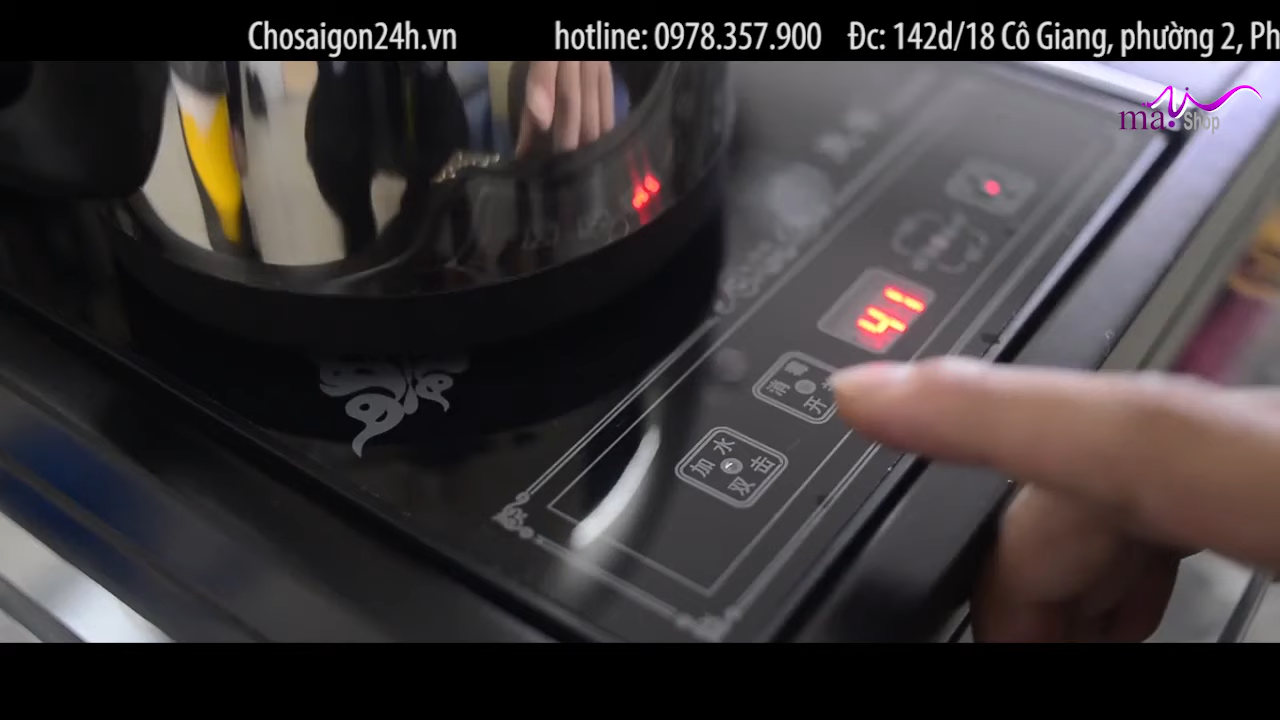 Chosaigon24h.vn hotline: 0978.357.900 Đc: 142d/18 Cô Giang, phường 2, Ph
Shop
41
开
消毒
加水
双击